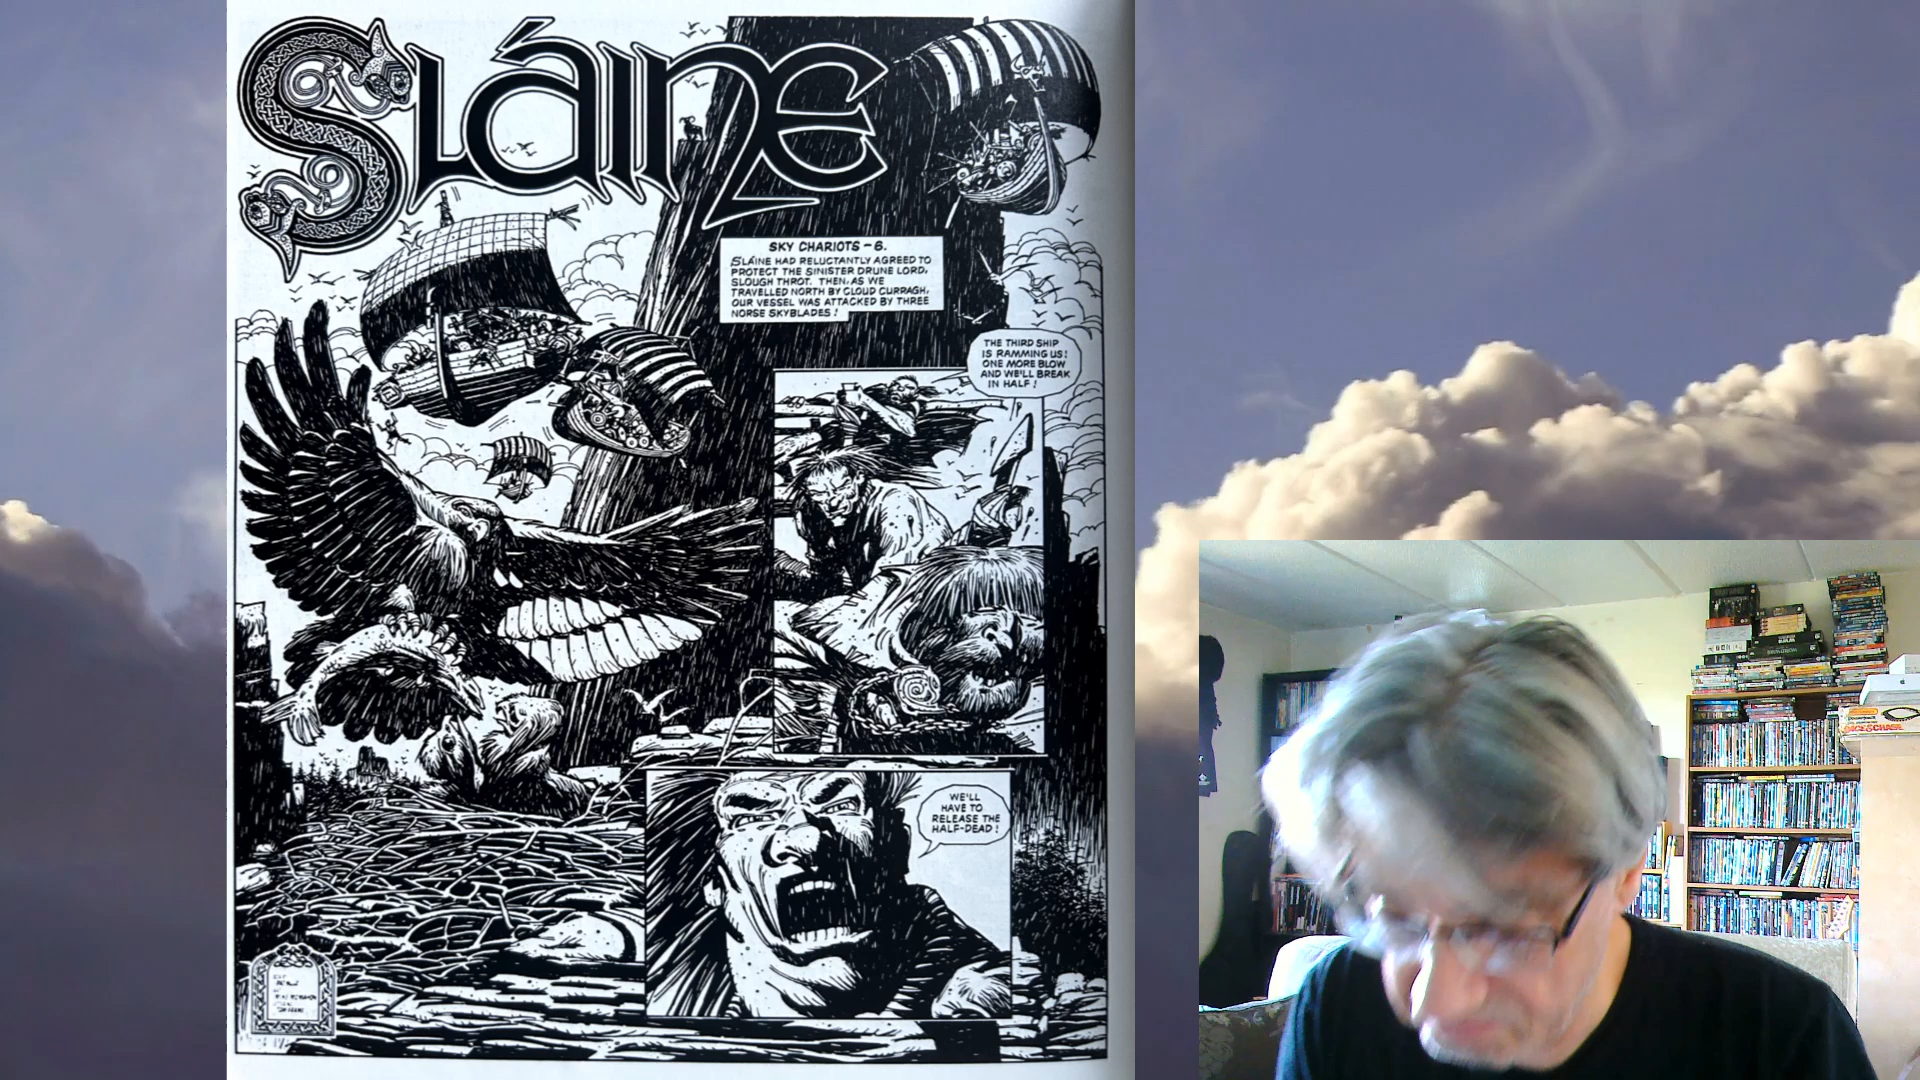 SLÁINE
SKY CHARIOTS - 6.
SLÁINE HAD RELUCTANTLY AGREED TO
PROTECT THE SINISTER DRUNE LORD,
SLOUGH THROT. THEN, AS WE
TRAVELLED NORTH BY CLOUD CURRAGH,
OUR VESSEL WAS ATTACKED BY THREE
NORSE SKYBLADES!
THE THIRD SHIP
IS RAMMING US!
ONE MORE BLOW
AND WE'LL BREAK
IN HALF!
WE'LL
HAVE TO
RELEASE THE
HALF-DEAD!